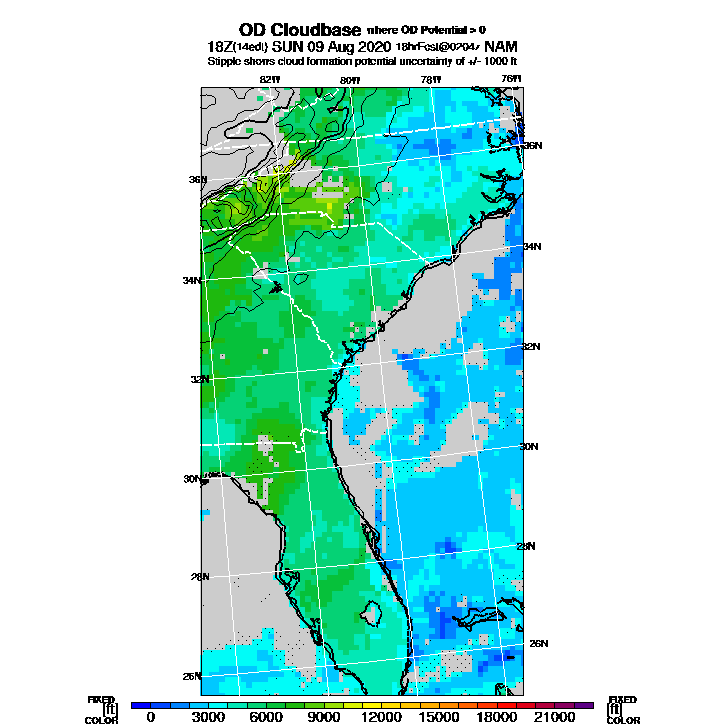 OD Cloudbase where OD Potential > 0
18Z(14edt) SUN 09 Aug 2020 18hrFcst@0204z NAM
Stipple shows cloud formation potential uncertainty of +/- 1000 ft
82W 80W 78W 76W
36N
36N
34N
34N
32N
32N
30N
30N
28N
28N
26N
26N
FIXED FIXED
[ft] 0 3000 6000 9000 12000 15000 18000 21000 [ft]
COLOR COLOR